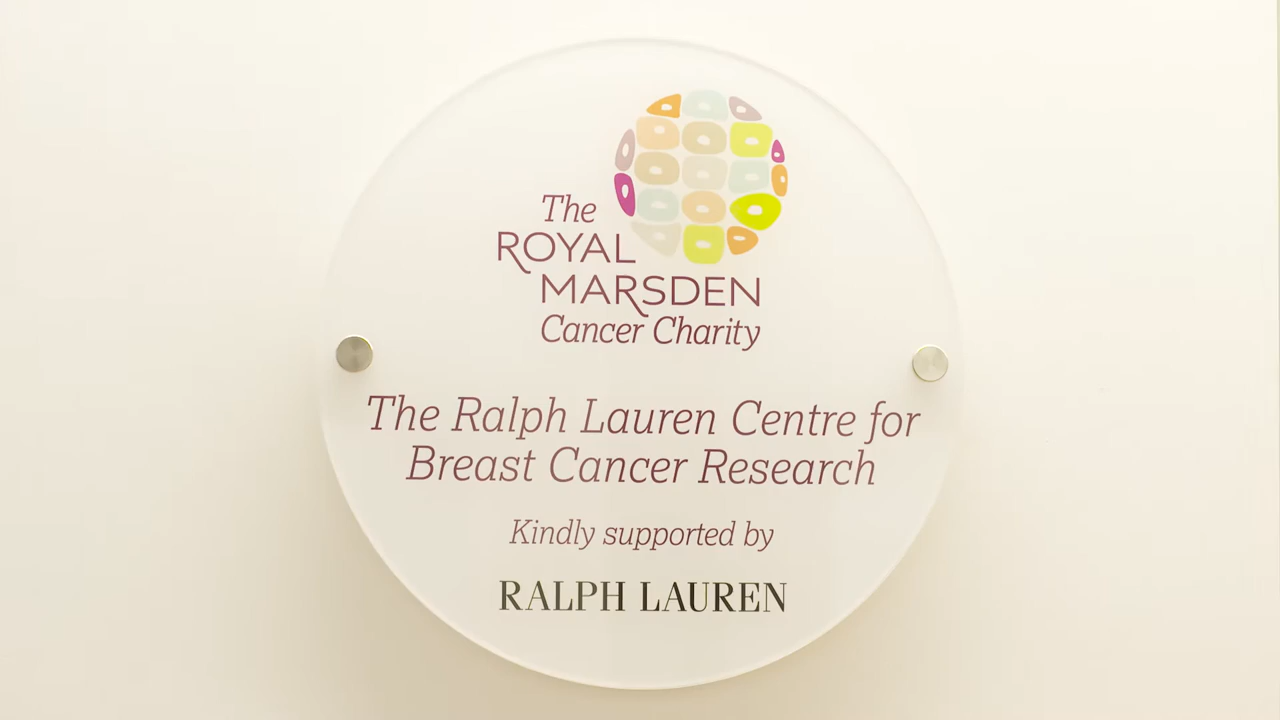 The
ROYAL
MARSDEN
Cancer Charity
The Ralph Lauren Centre for
Breast Cancer Research
Kindly supported by
RALPH LAUREN